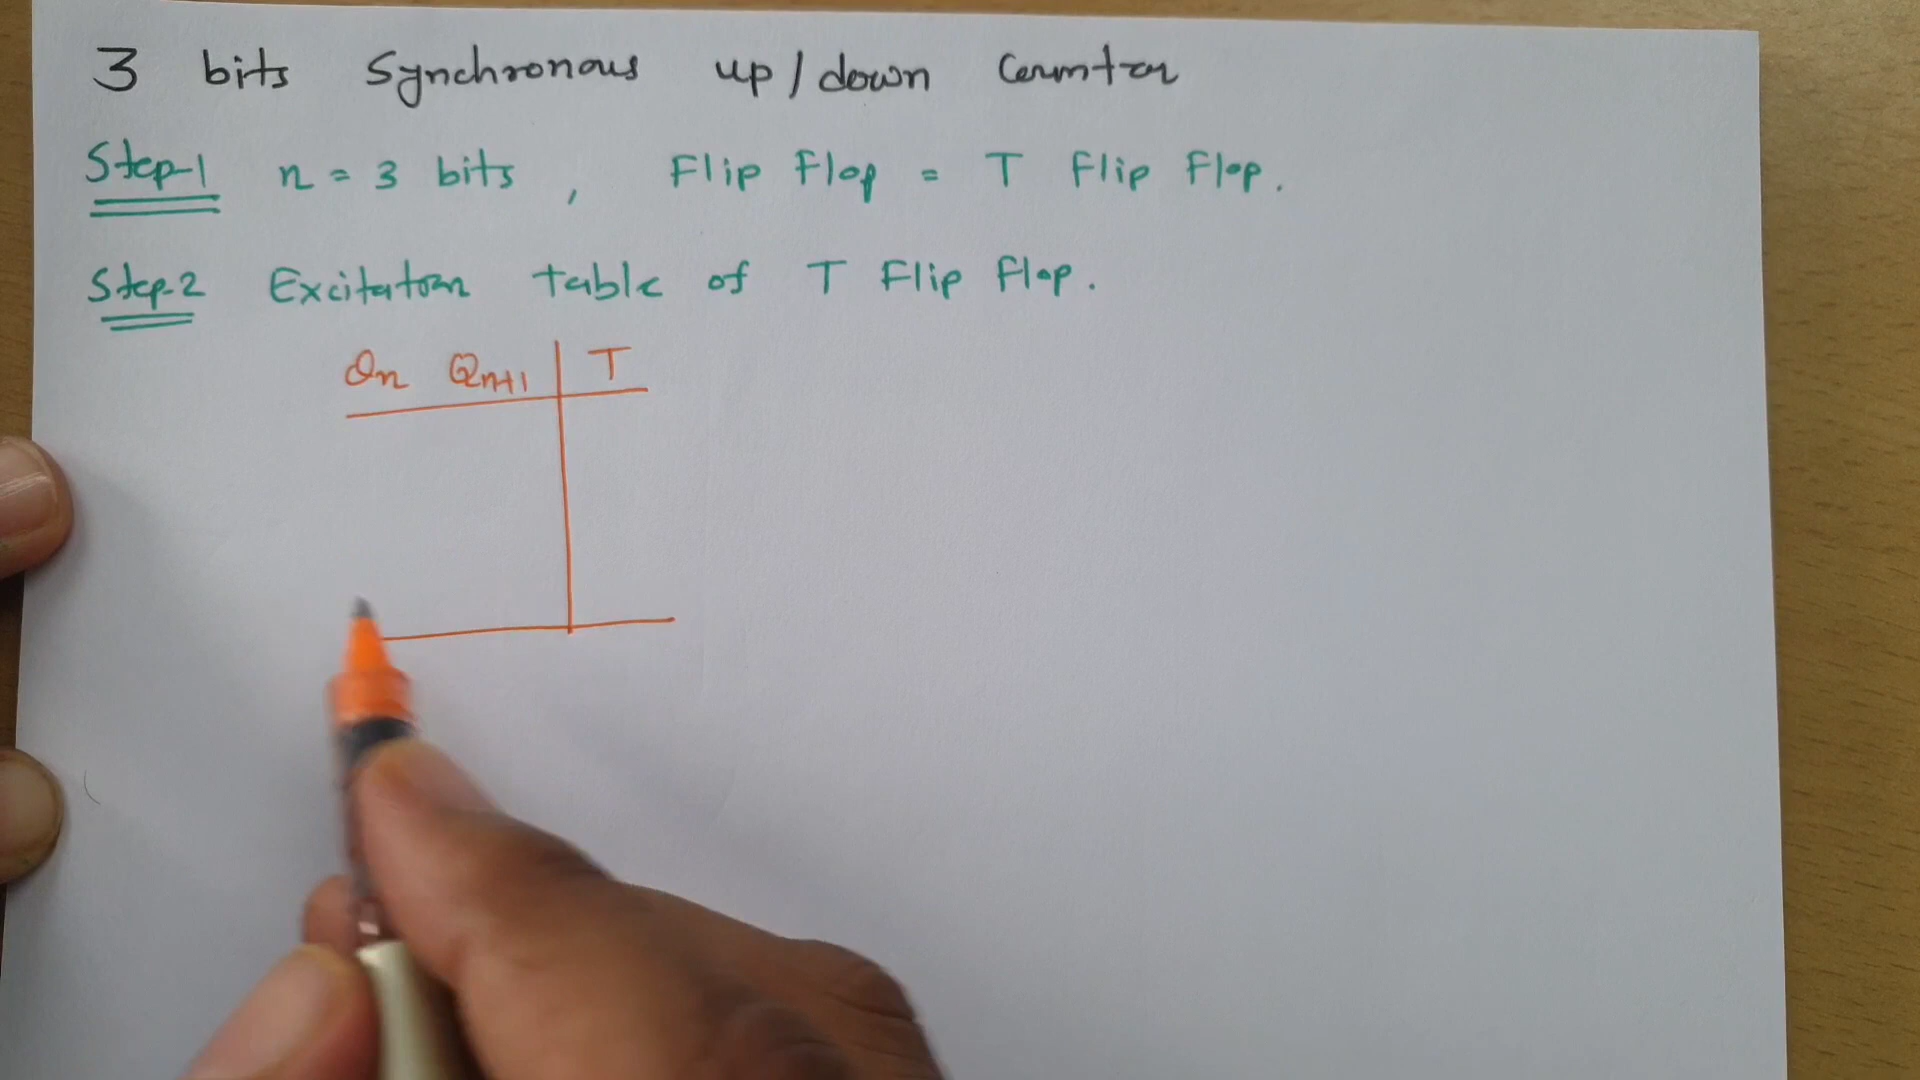 3 bits Synchronous up/down Counter
Step-1 n = 3 bits, Flip Flop = T Flip Flop.
Step-2 Excitation table of T Flip Flop.
Qn Qn+1 T